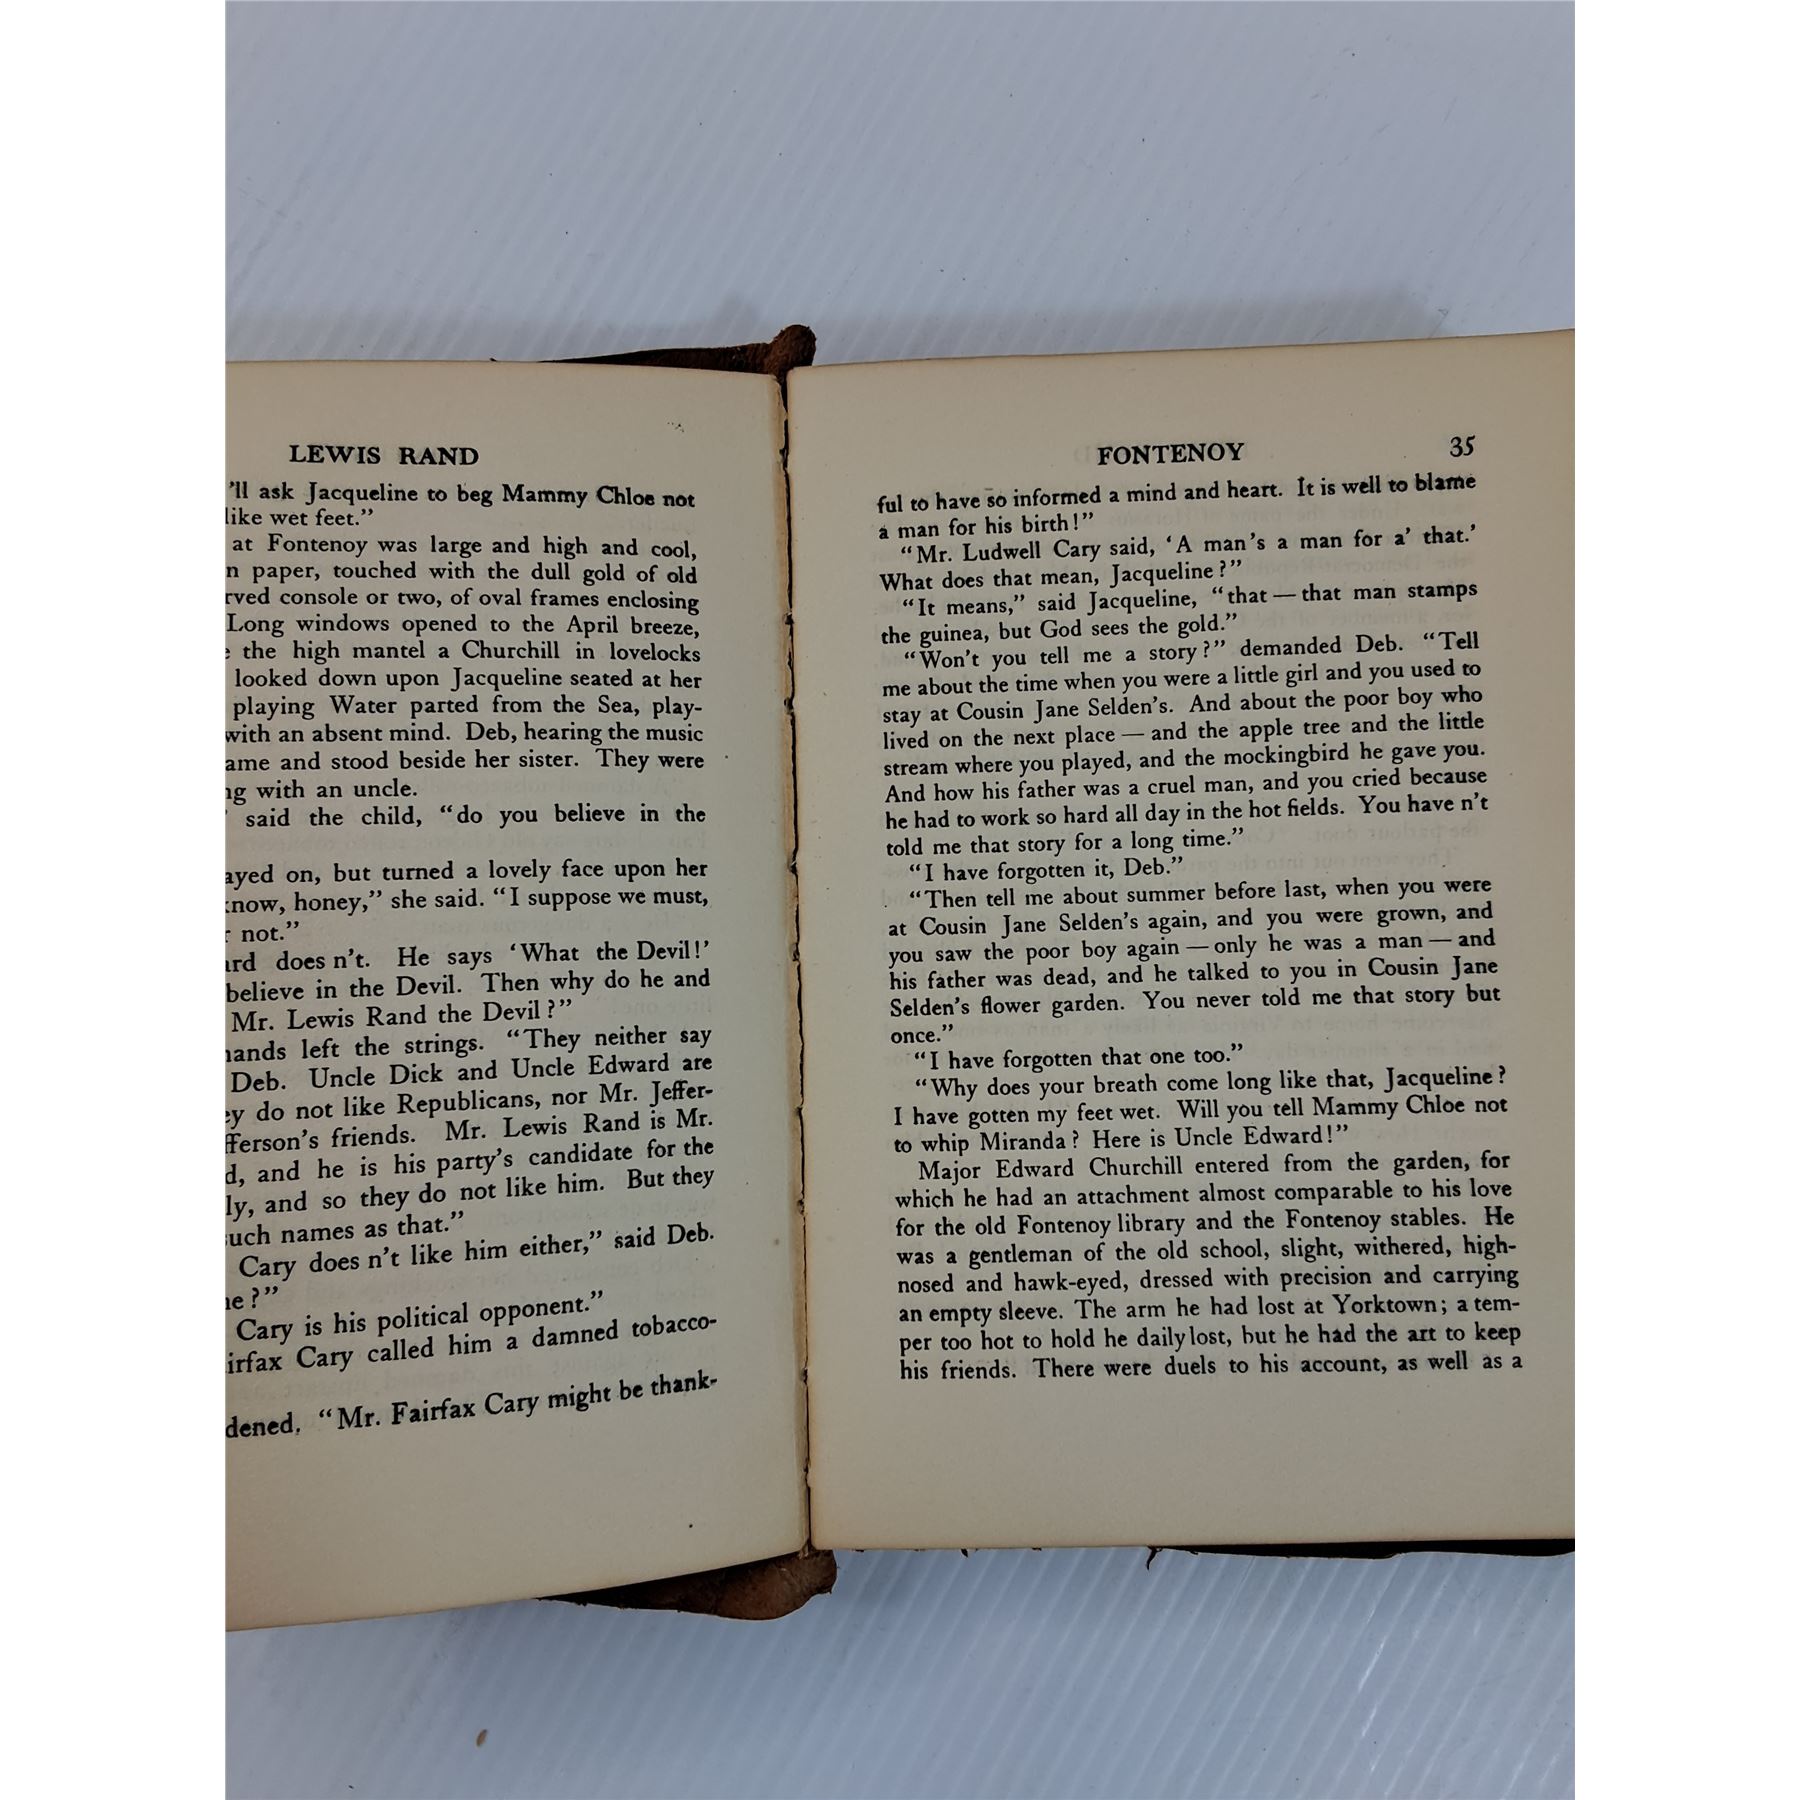 LEWIS RAND
'll ask Jacqueline to beg Mammy Chloe not
like wet feet."
at Fontenoy was large and high and cool,
n paper, touched with the dull gold of old
rved console or two, of oval frames enclosing
Long windows opened to the April breeze,
the high mantel a Churchill in lovelocks
looked down upon Jacqueline seated at her
playing Water parted from the Sea, play-
with an absent mind. Deb, hearing the music
ame and stood beside her sister. They were
ng with an uncle.
said the child, "do you believe in the
ayed on, but turned a lovely face upon her
now, honey," she said. "I suppose we must,
r not."
ard does n't. He says 'What the Devil!'
believe in the Devil. Then why do he and
Mr. Lewis Rand the Devil?"
hands left the strings. "They neither say
Deb. Uncle Dick and Uncle Edward are
ey do not like Republicans, nor Mr. Jeffer-
fferson's friends. Mr. Lewis Rand is Mr.
d, and he is his party's candidate for the
ly, and so they do not like him. But they
uch names as that."
Cary does n't like him either," said Deb.
ne?"
Cary is his political opponent."
irfax Cary called him a damned tobacco-
dened. "Mr. Fairfax Cary might be thank-
FONTENOY 35
ful to have so informed a mind and heart. It is well to blame
a man for his birth!"
"Mr. Ludwell Cary said, 'A man's a man for a' that.'
What does that mean, Jacqueline?"
"It means," said Jacqueline, "that — that man stamps
the guinea, but God sees the gold."
"Won't you tell me a story?" demanded Deb. "Tell
me about the time when you were a little girl and you used to
stay at Cousin Jane Selden's. And about the poor boy who
lived on the next place — and the apple tree and the little
stream where you played, and the mockingbird he gave you.
And how his father was a cruel man, and you cried because
he had to work so hard all day in the hot fields. You have n't
told me that story for a long time."
"I have forgotten it, Deb."
"Then tell me about summer before last, when you were
at Cousin Jane Selden's again, and you were grown, and
you saw the poor boy again — only he was a man — and
his father was dead, and he talked to you in Cousin Jane
Selden's flower garden. You never told me that story but
once."
"I have forgotten that one too."
"Why does your breath come long like that, Jacqueline?
I have gotten my feet wet. Will you tell Mammy Chloe not
to whip Miranda? Here is Uncle Edward!"
Major Edward Churchill entered from the garden, for
which he had an attachment almost comparable to his love
for the old Fontenoy library and the Fontenoy stables. He
was a gentleman of the old school, slight, withered, high-
nosed and hawk-eyed, dressed with precision and carrying
an empty sleeve. The arm he had lost at Yorktown; a tem-
per too hot to hold he daily lost, but he had the art to keep
his friends. There were duels to his account, as well as a